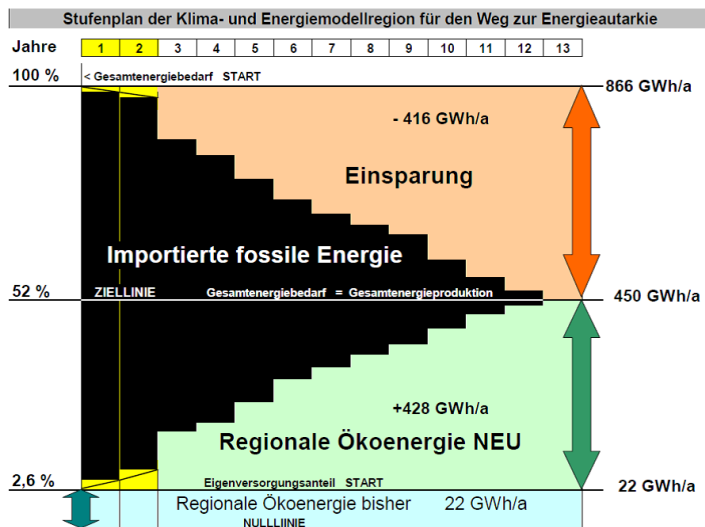 Stufenplan der Klima- und Energiemodellregion für den Weg zur Energieautarkie
Jahre 1 2 3 4 5 6 7 8 9 10 11 12 13
100 % < Gesamtenergiebedarf START 866 GWh/a
- 416 GWh/a
Einsparung
Importierte fossile Energie
52 % ZIELLINIE Gesamtenergiebedarf = Gesamtenergieproduktion 450 GWh/a
+428 GWh/a
Regionale Ökoenergie NEU
2,6 % Eigenversorgungsanteil START 22 GWh/a
Regionale Ökoenergie bisher 22 GWh/a
NULLLINIE